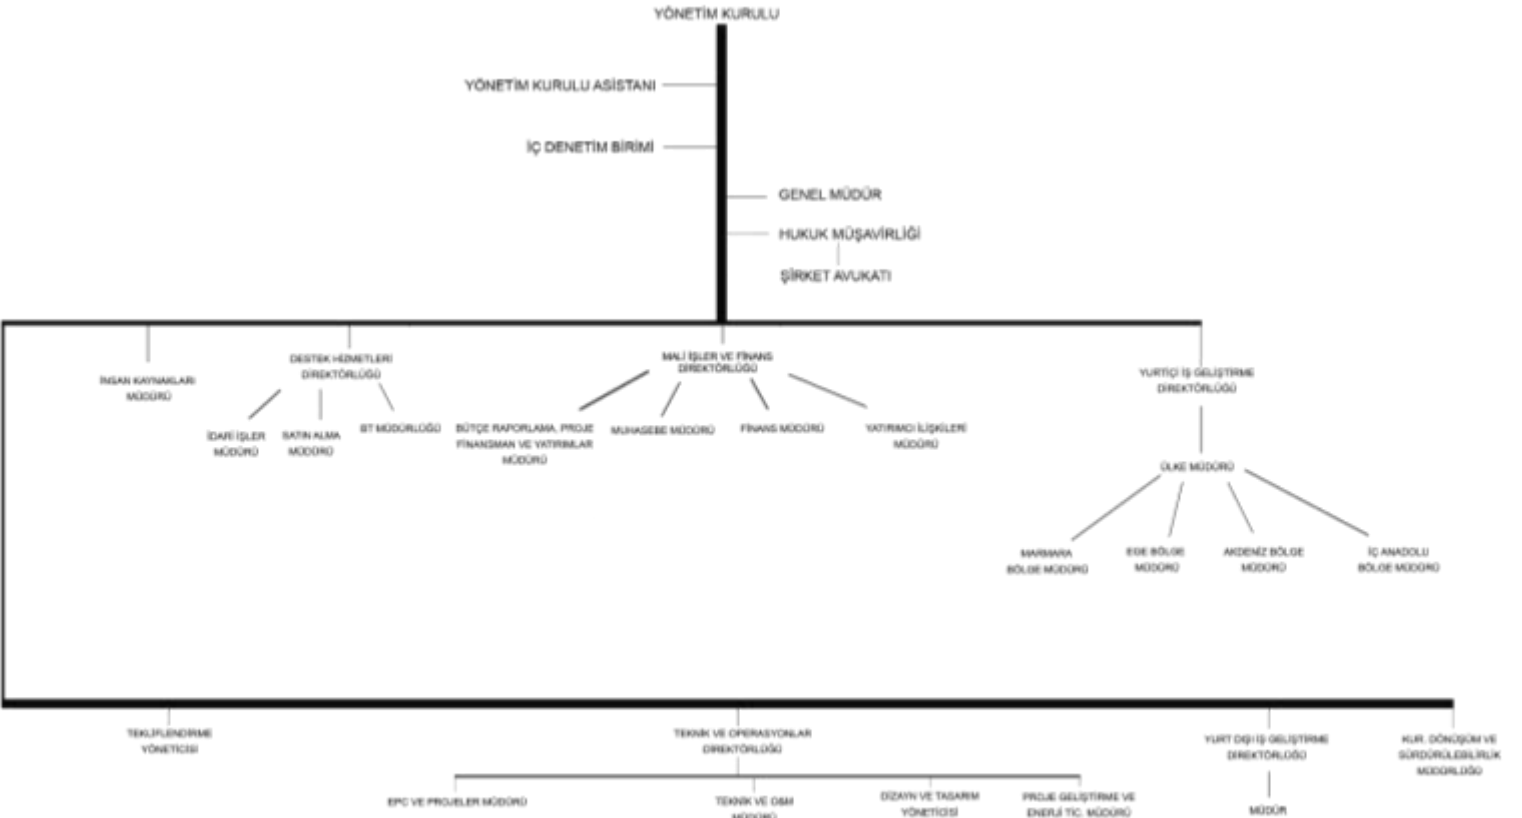 YÖNETİM KURULU
YÖNETİM KURULU ASİSTANI
İÇ DENETİM BİRİMİ
GENEL MÜDÜR
HUKUK MÜŞAVİRLİĞİ
ŞİRKET AVUKATI
İNSAN KAYNAKLARI
MÜDÜRÜ
DESTEK HİZMETLERİ
DİREKTÖRLÜĞÜ
İDARİ İŞLER
MÜDÜRÜ
SATIN ALMA
MÜDÜRÜ
BT MÜDÜRLÜĞÜ
MALİ İŞLER VE FİNANS
DİREKTÖRLÜĞÜ
BÜTÇE RAPORLAMA, PROJE
FİNANSMAN VE YATIRIMLAR
MÜDÜRÜ
MUHASEBE MÜDÜRÜ
FİNANS MÜDÜRÜ
YATIRIMCI İLİŞKİLERİ
MÜDÜRÜ
YURTİÇİ İŞ GELİŞTİRME
DİREKTÖRLÜĞÜ
ÜLKE MÜDÜRÜ
MARMARA
BÖLGE MÜDÜRÜ
EGE BÖLGE
MÜDÜRÜ
AKDENİZ BÖLGE
MÜDÜRÜ
İÇ ANADOLU
BÖLGE MÜDÜRÜ
TEKLİFLENDİRME
YÖNETİCİSİ
TEKNİK VE OPERASYONLAR
DİREKTÖRLÜĞÜ
EPC VE PROJELER MÜDÜRÜ
TEKNİK VE O&M
MÜDÜRÜ
DİZAYN VE TASARIM
YÖNETİCİSİ
PROJE GELİŞTİRME VE
ENERJİ TİC. MÜDÜRÜ
YURT DIŞI İŞ GELİŞTİRME
DİREKTÖRLÜĞÜ
MÜDÜR
KUR. DÖNÜŞÜM VE
SÜRDÜRÜLEBİLİRLİK
MÜDÜRLÜĞÜ